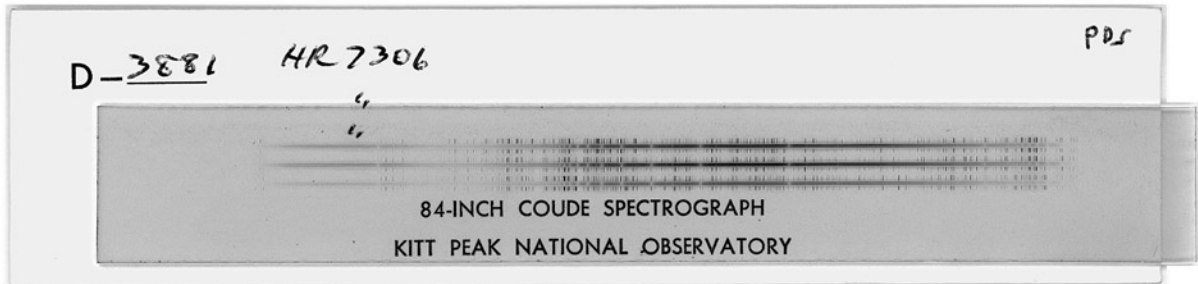 PDS
D-3881 HR 7306
"
"
84-INCH COUDE SPECTROGRAPH
KITT PEAK NATIONAL OBSERVATORY